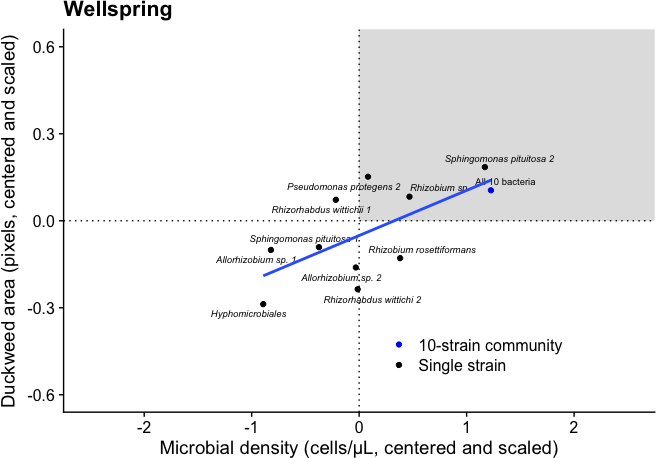 Wellspring
Duckweed area (pixels, centered and scaled)
0.6
0.3
0.0
-0.3
-0.6
Sphingomonas pituitosa 2
All 10 bacteria
Pseudomonas protegens 2
Rhizobium sp.
Rhizorhabdus wittichii 1
Sphingomonas pituitosa 1
Rhizobium rosettiformans
Allorhizobium sp. 1
Allorhizobium sp. 2
Rhizorhabdus wittichi 2
Hyphomicrobiales
10-strain community
Single strain
-2
-1
0
1
2
Microbial density (cells/μL, centered and scaled)